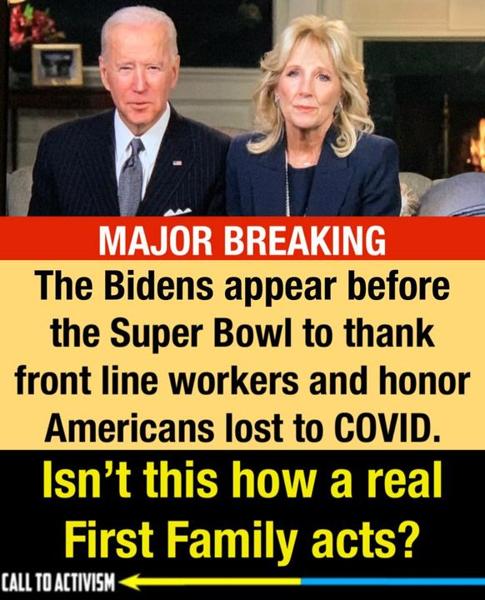 MAJOR BREAKING
The Bidens appear before
the Super Bowl to thank
front line workers and honor
Americans lost to COVID.
Isn't this how a real
First Family acts?
CALL TO ACTIVISM